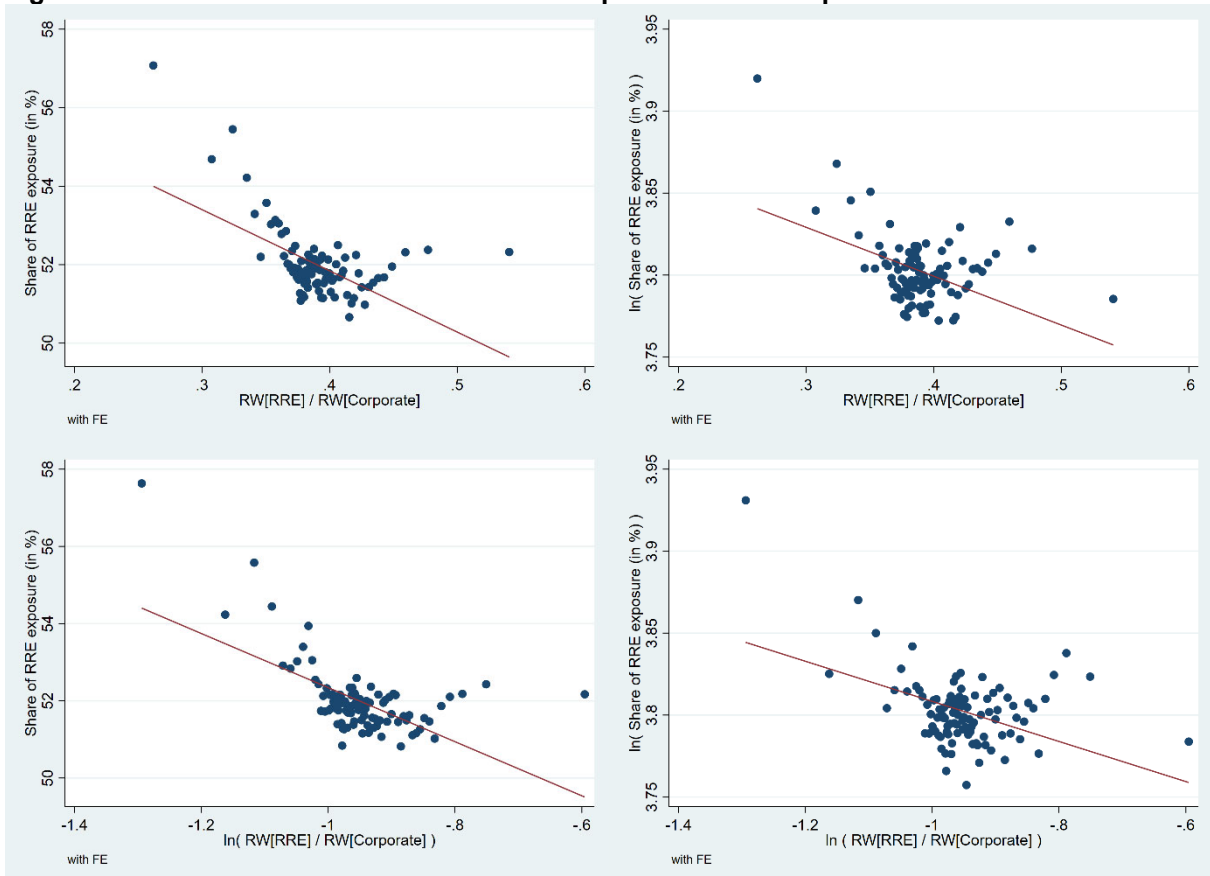 Share of RRE exposure (in %)
58
56
54
52
50
.2 .3 .4 .5 .6
RW[RRE] / RW[Corporate]
with FE
ln( Share of RRE exposure (in %) )
3.95
3.9
3.85
3.8
3.75
.2 .3 .4 .5 .6
RW[RRE] / RW[Corporate]
with FE
Share of RRE exposure (in %)
58
56
54
52
50
-1.4 -1.2 -1 -.8 -.6
ln( RW[RRE] / RW[Corporate] )
with FE
ln( Share of RRE exposure (in %) )
3.95
3.9
3.85
3.8
3.75
-1.4 -1.2 -1 -.8 -.6
ln ( RW[RRE] / RW[Corporate] )
with FE